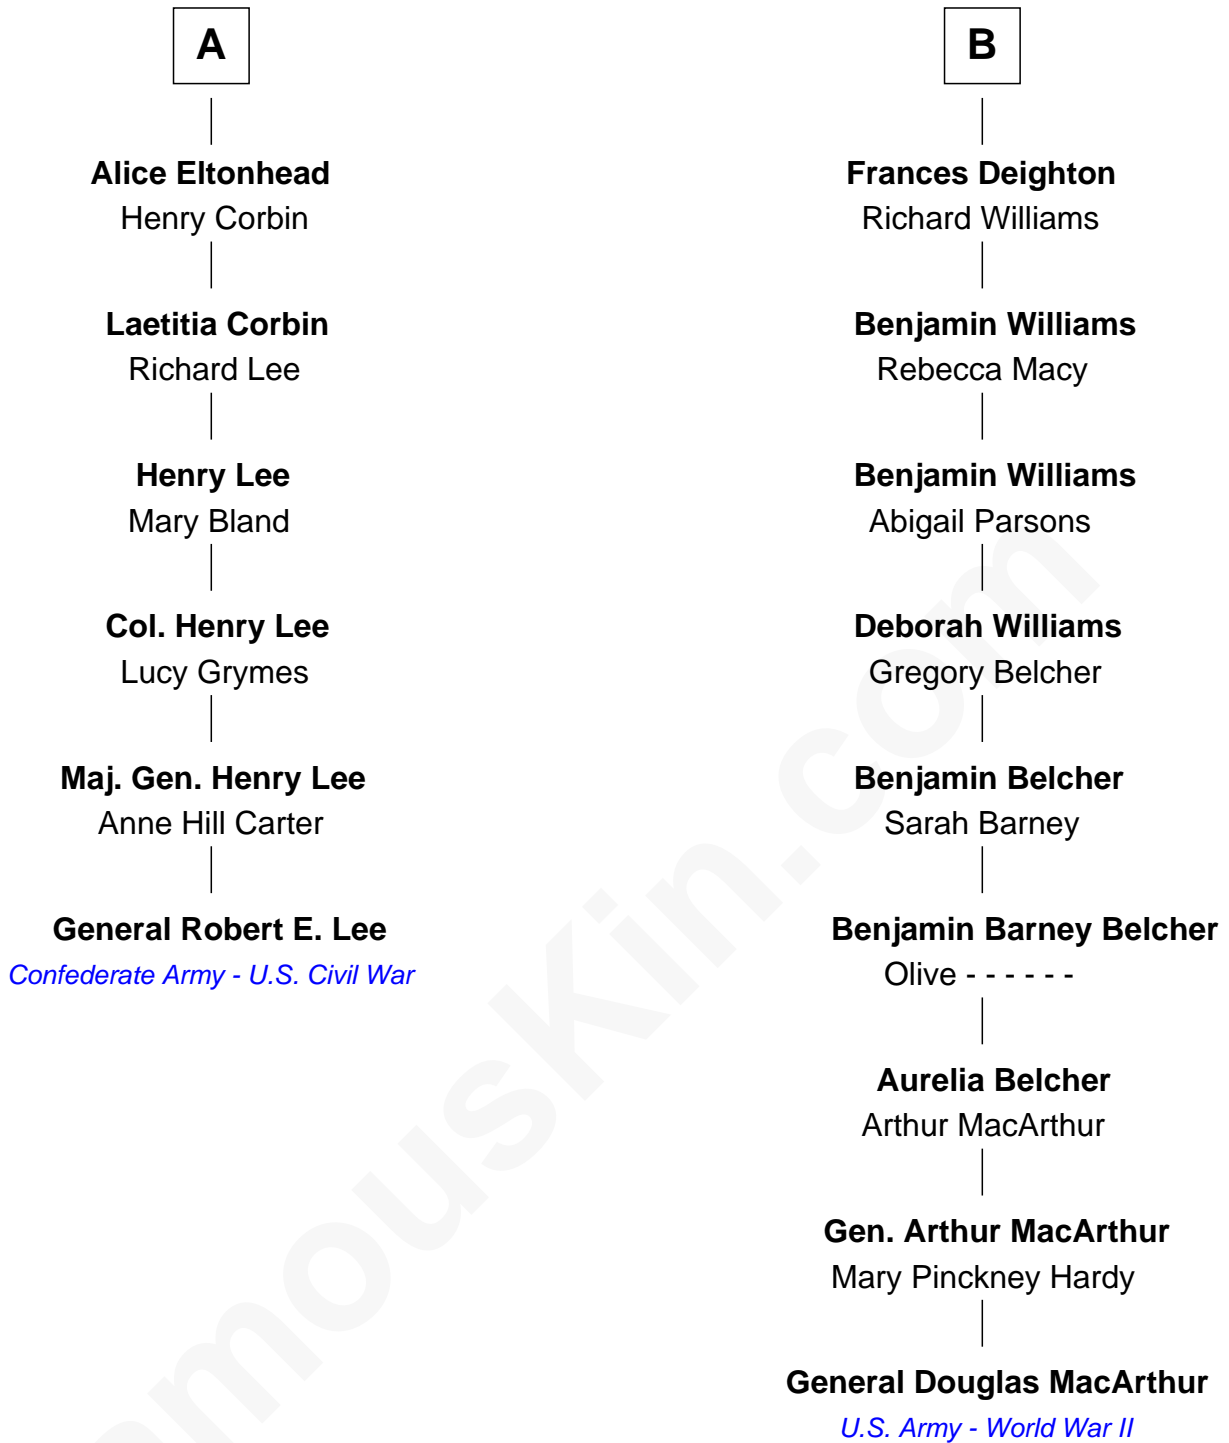 A
Alice Eltonhead
Henry Corbin
Laetitia Corbin
Richard Lee
Henry Lee
Mary Bland
Col. Henry Lee
Lucy Grymes
Maj. Gen. Henry Lee
Anne Hill Carter
General Robert E. Lee
Confederate Army - U.S. Civil War
B
Frances Deighton
Richard Williams
Benjamin Williams
Rebecca Macy
Benjamin Williams
Abigail Parsons
Deborah Williams
Gregory Belcher
Benjamin Belcher
Sarah Barney
Benjamin Barney Belcher
Olive - - - - - -
Aurelia Belcher
Arthur MacArthur
Gen. Arthur MacArthur
Mary Pinckney Hardy
General Douglas MacArthur
U.S. Army - World War II
amouskin.com